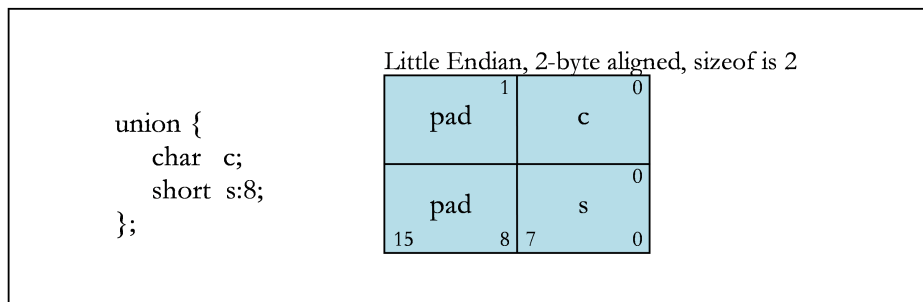 Little Endian, 2-byte aligned, sizeof is 2
union {
char c;
short s:8;
};
1 0
pad c
0
pad s
15 8 7 0